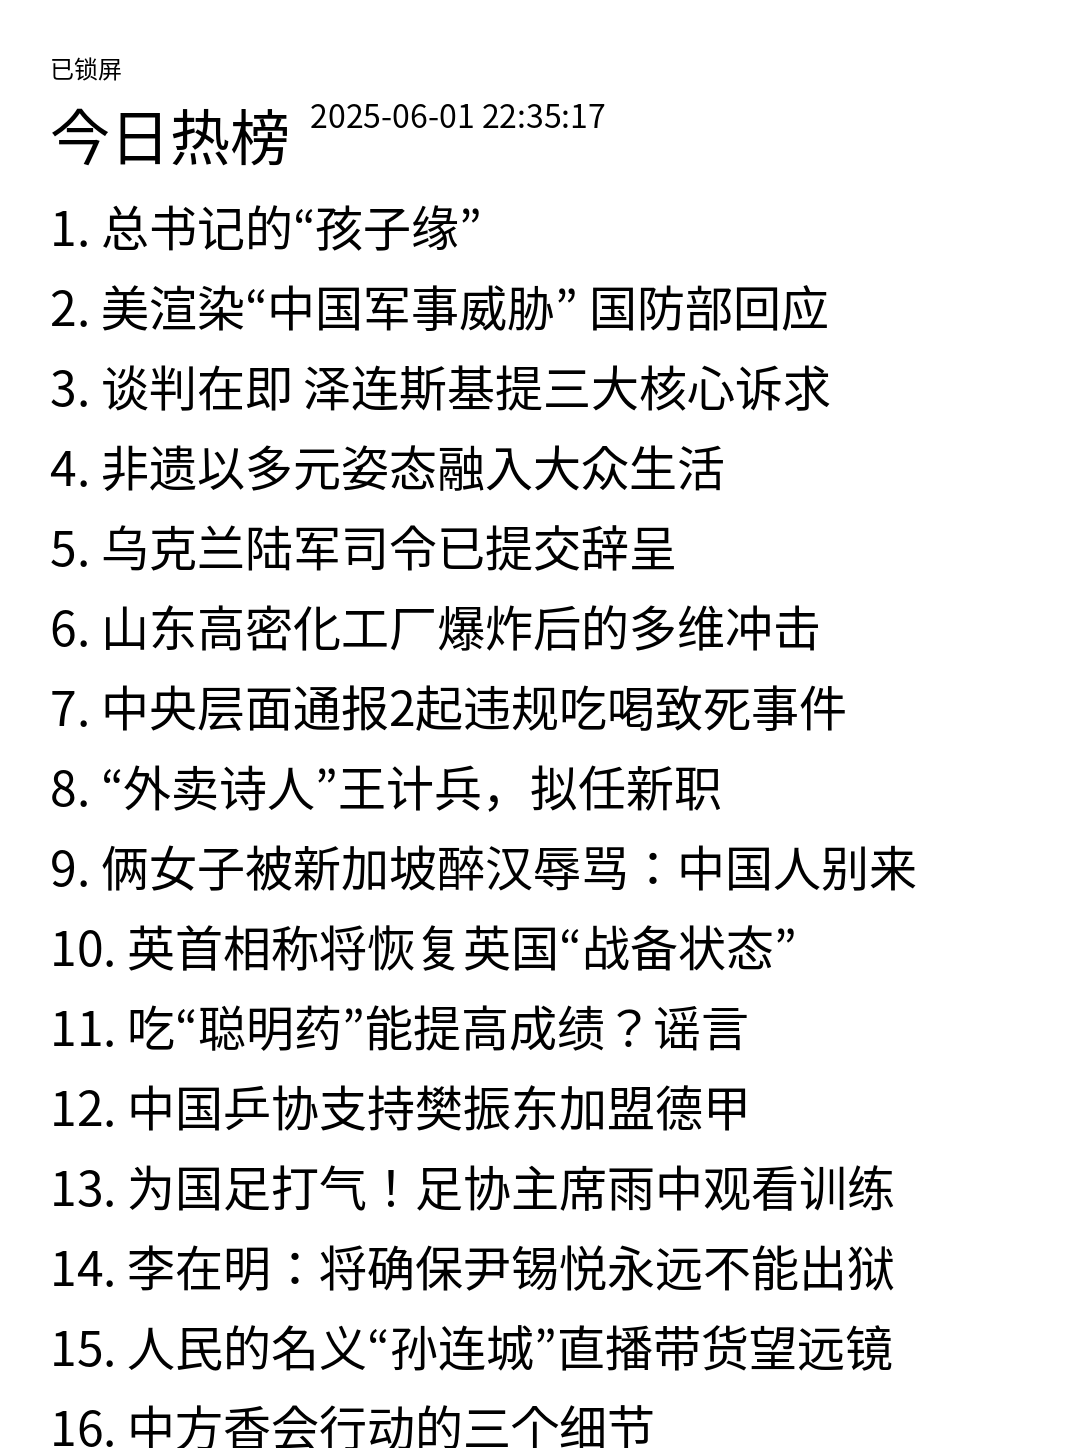 已锁屏
今日热榜 2025-06-01 22:35:17
1. 总书记的“孩子缘”
2. 美渲染“中国军事威胁” 国防部回应
3. 谈判在即 泽连斯基提三大核心诉求
4. 非遗以多元姿态融入大众生活
5. 乌克兰陆军司令已提交辞呈
6. 山东高密化工厂爆炸后的多维冲击
7. 中央层面通报2起违规吃喝致死事件
8. “外卖诗人”王计兵，拟任新职
9. 俩女子被新加坡醉汉辱骂：中国人别来
10. 英首相称将恢复英国“战备状态”
11. 吃“聪明药”能提高成绩？谣言
12. 中国乒协支持樊振东加盟德甲
13. 为国足打气！足协主席雨中观看训练
14. 李在明：将确保尹锡悦永远不能出狱
15. 人民的名义“孙连城”直播带货望远镜
16. 中方香会行动的三个细节